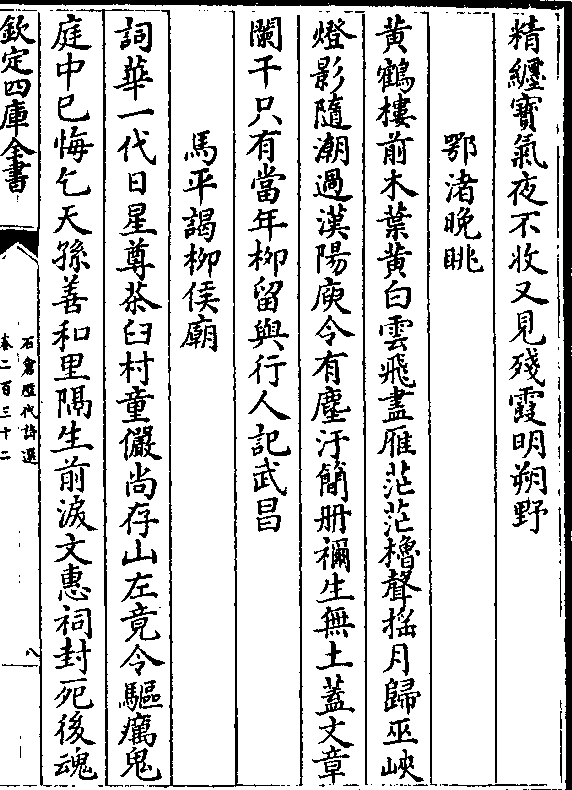 精纒寳氣夜不收又見殘霞明朔野
鄂渚晚眺
黄鶴樓前木葉黄白雲飛盡雁茫茫櫓聲揺月歸巫峽
燈影隨潮過漢陽庾令有塵汙簡册禰生無土蓋文章
闌干只有當年柳留與行人記武昌
馬平謁柳侯廟
詞華一代日星尊茶臼村童儼尚存山左竟令驅癘鬼
庭中已悔乞天孫善和里隔生前淚文惠祠封死後魂
欽定四庫全書
石倉歴代詩選
卷二百三十二
八